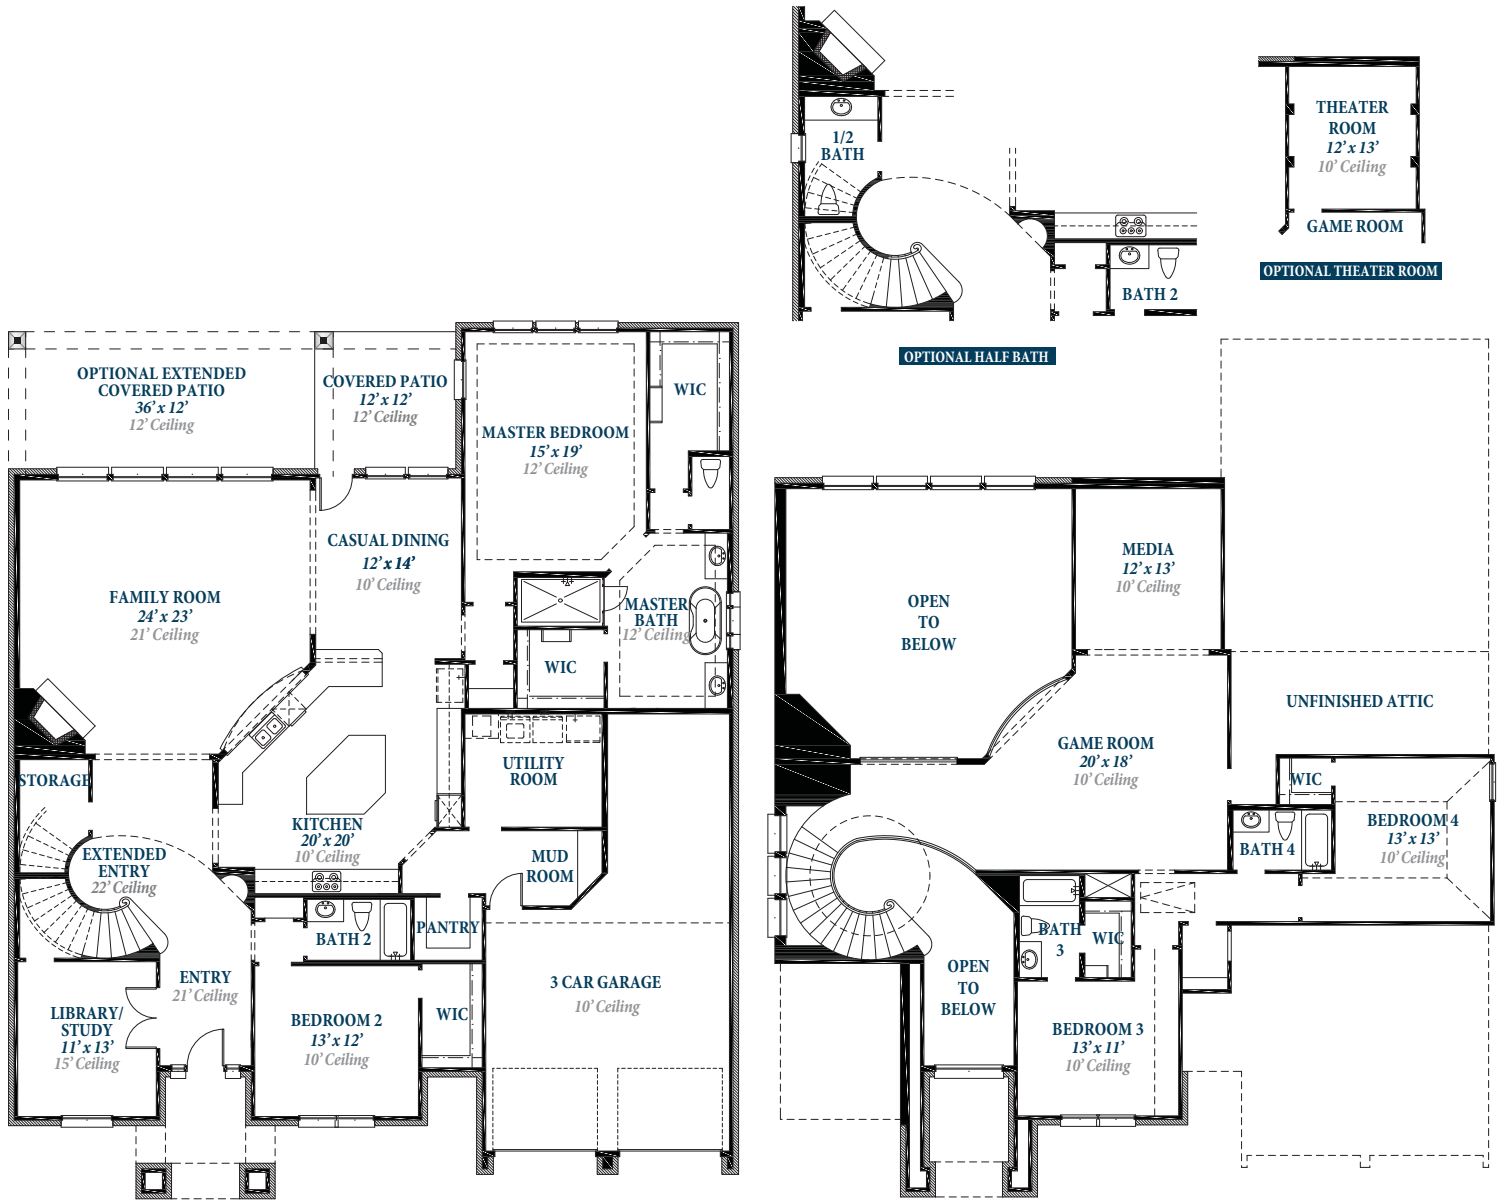 1/2
BATH
BATH 2
OPTIONAL HALF BATH
THEATER
ROOM
12' x 13'
10' Ceiling
GAME ROOM
OPTIONAL THEATER ROOM
OPTIONAL EXTENDED
COVERED PATIO
36' x 12'
12' Ceiling
COVERED PATIO
12' x 12'
12' Ceiling
MASTER BEDROOM
15' x 19'
12' Ceiling
WIC
CASUAL DINING
12' x 14'
10' Ceiling
FAMILY ROOM
24' x 23'
21' Ceiling
MASTER
BATH
12' Ceiling
WIC
UTILITY
ROOM
STORAGE
KITCHEN
20' x 20'
10' Ceiling
EXTENDED
ENTRY
22' Ceiling
MUD
ROOM
PANTRY
BATH 2
ENTRY
21' Ceiling
3 CAR GARAGE
10' Ceiling
LIBRARY/
STUDY
11' x 13'
15' Ceiling
BEDROOM 2
13' x 12'
10' Ceiling
WIC
MEDIA
12' x 13'
10' Ceiling
OPEN
TO
BELOW
UNFINISHED ATTIC
GAME ROOM
20' x 18'
10' Ceiling
WIC
BEDROOM 4
13' x 13'
10' Ceiling
BATH 4
BATH
3
WIC
OPEN
TO
BELOW
BEDROOM 3
13' x 11'
10' Ceiling